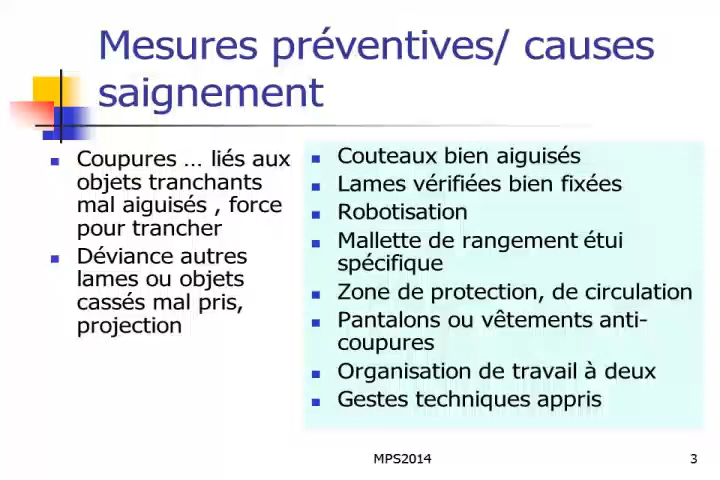 Mesures préventives/ causes
saignement
Coupures ... liés aux
objets tranchants
mal aiguisés , force
pour trancher
Déviance autres
lames ou objets
cassés mal pris,
projection
Couteaux bien aiguisés
Lames vérifiées bien fixées
Robotisation
Mallette de rangement étui
spécifique
Zone de protection, de circulation
Pantalons ou vêtements anti-
coupures
Organisation de travail à deux
Gestes techniques appris
MPS2014
3